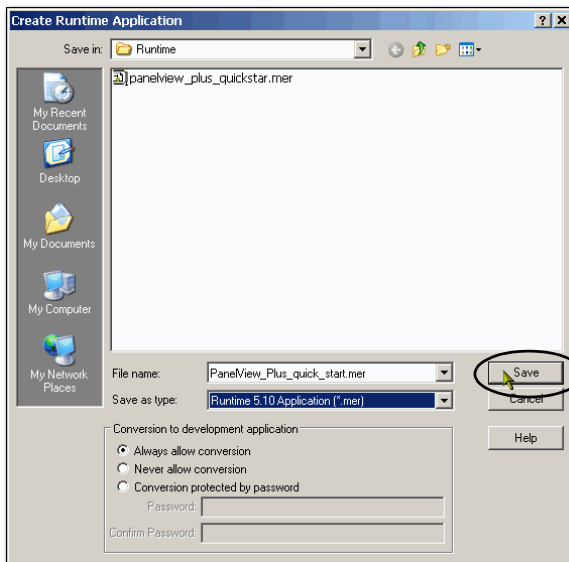 Create Runtime Application
Save in: Runtime
panelview_plus_quickstar.mer
My Recent
Documents
Desktop
My Documents
My Computer
My Network
Places
File name: PanelView_Plus_quick_start.mer Save
Save as type: Runtime 5.10 Application (*.mer) Cancel
Help
Conversion to development application
Always allow conversion
Never allow conversion
Conversion protected by password
Password:
Confirm Password: